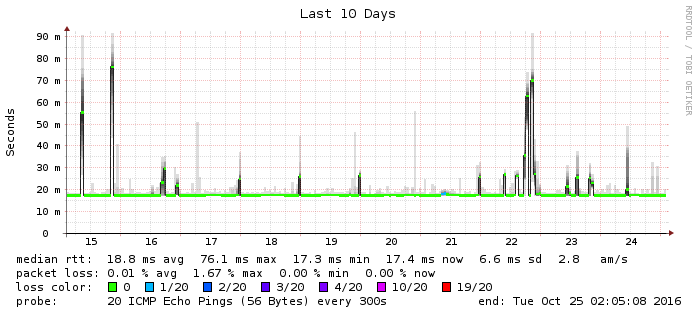 Last 10 Days
RRDTOOL / TOBI OETIKER
Seconds
90 m
80 m
70 m
60 m
50 m
40 m
30 m
20 m
10 m
0
15 16 17 18 19 20 21 22 23 24
median rtt: 18.8 ms avg 76.1 ms max 17.3 ms min 17.4 ms now 6.6 ms sd 2.8 am/s
packet loss: 0.01 % avg 1.67 % max 0.00 % min 0.00 % now
loss color: 0 1/20 2/20 3/20 4/20 10/20 19/20
probe: 20 ICMP Echo Pings (56 Bytes) every 300s end: Tue Oct 25 02:05:08 2016